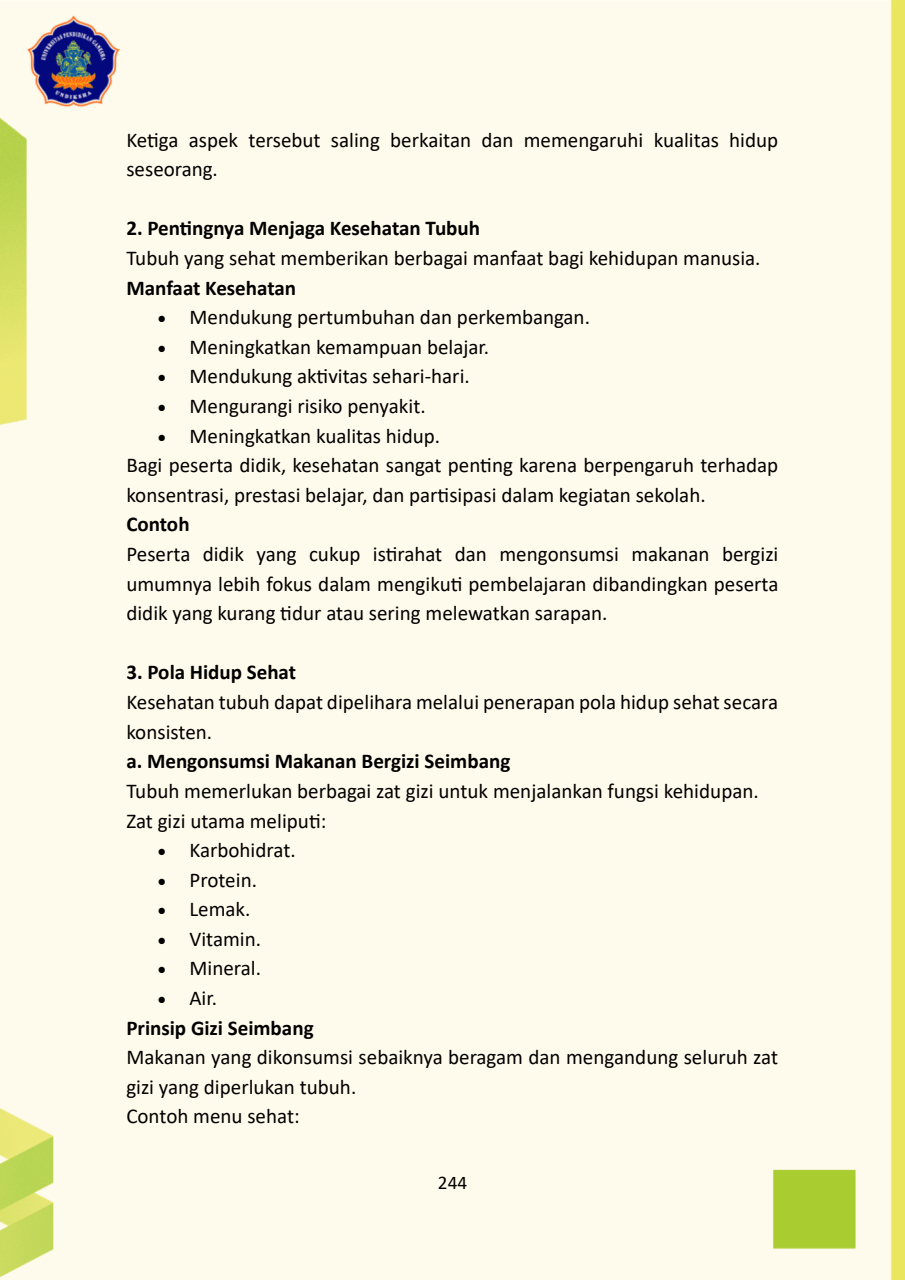 UNIVERSITAS PENDIDIKAN GANESHA
UNDIKSHA
Ketiga aspek tersebut saling berkaitan dan memengaruhi kualitas hidup
seseorang.
2. Pentingnya Menjaga Kesehatan Tubuh
Tubuh yang sehat memberikan berbagai manfaat bagi kehidupan manusia.
Manfaat Kesehatan
• Mendukung pertumbuhan dan perkembangan.
• Meningkatkan kemampuan belajar.
• Mendukung aktivitas sehari-hari.
• Mengurangi risiko penyakit.
• Meningkatkan kualitas hidup.
Bagi peserta didik, kesehatan sangat penting karena berpengaruh terhadap
konsentrasi, prestasi belajar, dan partisipasi dalam kegiatan sekolah.
Contoh
Peserta didik yang cukup istirahat dan mengonsumsi makanan bergizi
umumnya lebih fokus dalam mengikuti pembelajaran dibandingkan peserta
didik yang kurang tidur atau sering melewatkan sarapan.
3. Pola Hidup Sehat
Kesehatan tubuh dapat dipelihara melalui penerapan pola hidup sehat secara
konsisten.
a. Mengonsumsi Makanan Bergizi Seimbang
Tubuh memerlukan berbagai zat gizi untuk menjalankan fungsi kehidupan.
Zat gizi utama meliputi:
• Karbohidrat.
• Protein.
• Lemak.
• Vitamin.
• Mineral.
• Air.
Prinsip Gizi Seimbang
Makanan yang dikonsumsi sebaiknya beragam dan mengandung seluruh zat
gizi yang diperlukan tubuh.
Contoh menu sehat:
244